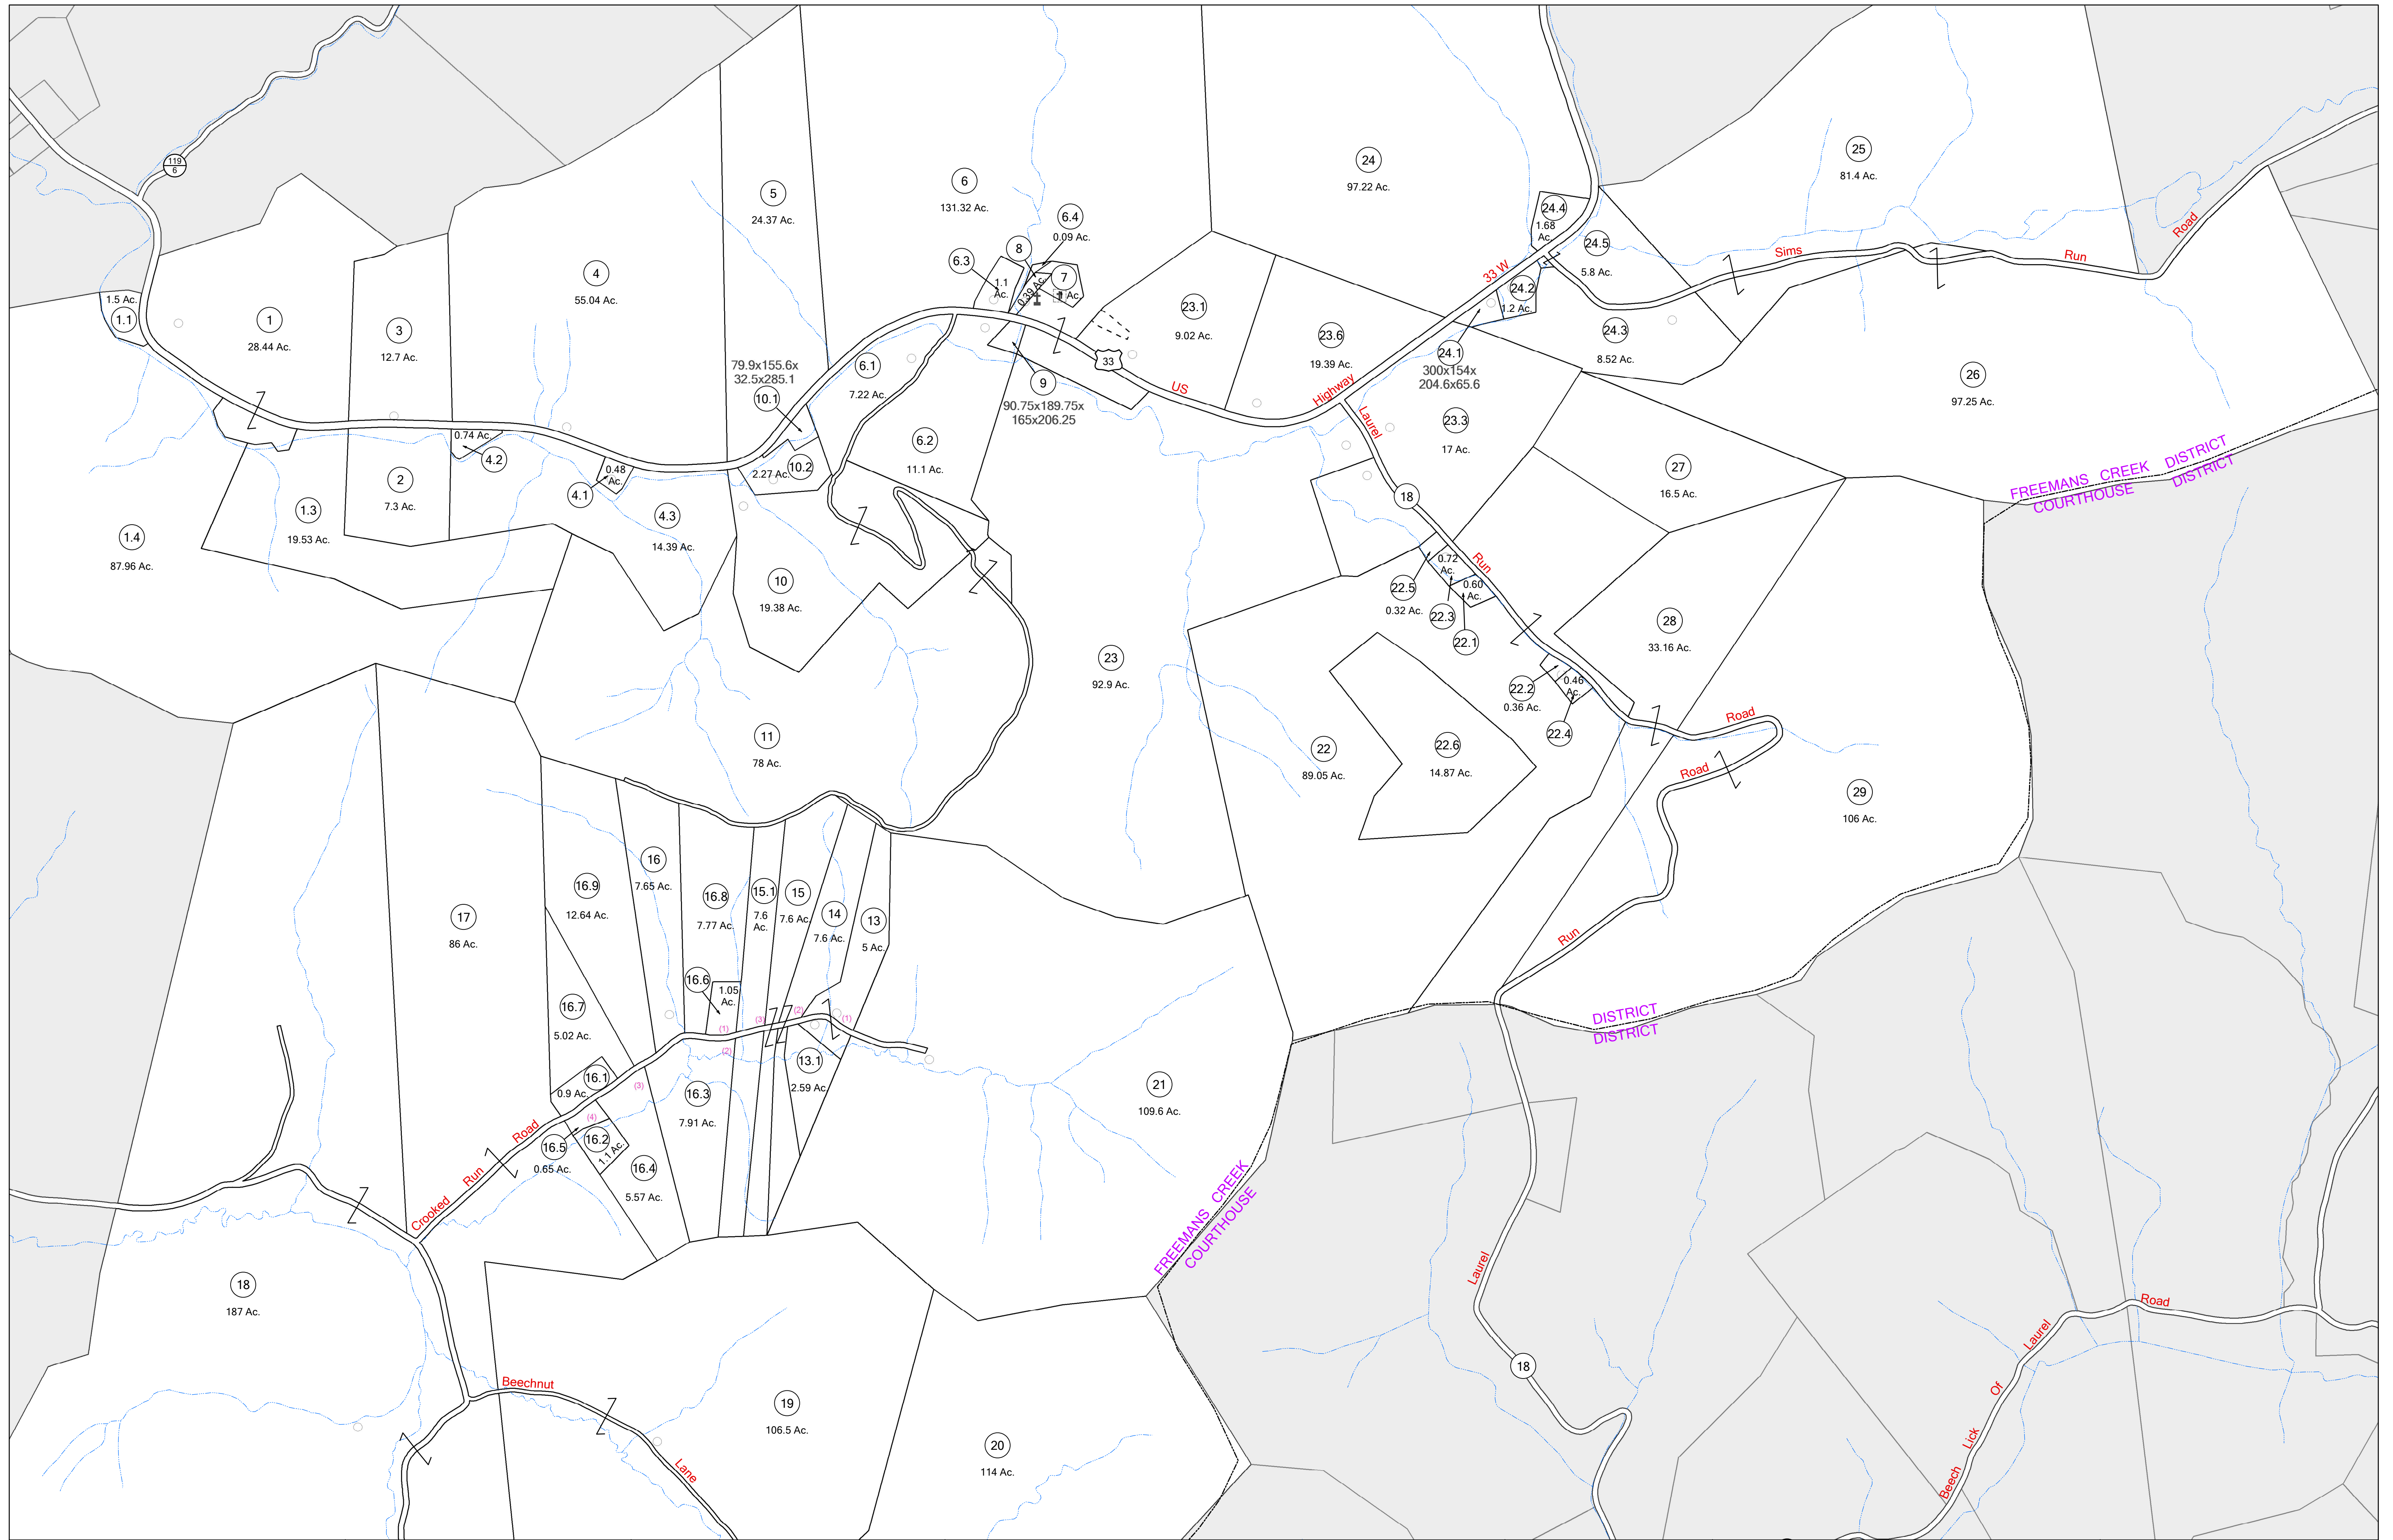 119
6
25
81.4 Ac.
24
97.22 Ac.
6
131.32 Ac.
5
24.37 Ac.
24.4
1.68
Ac.
6.4
0.09 Ac.
Road
24.5
5.8 Ac.
8
6.3
1.1
Ac.
0.39 Ac.
7
1 Ac.
Sims
Run
33 W
4
55.04 Ac.
24.2
1.2 Ac.
1.5 Ac.
1.1
1
28.44 Ac.
3
12.7 Ac.
23.1
9.02 Ac.
23.6
19.39 Ac.
24.3
8.52 Ac.
24.1
300x154x
204.6x65.6
33
79.9x155.6x
32.5x285.1
10.1
6.1
7.22 Ac.
9
90.75x189.75x
165x206.25
US
Highway
26
97.25 Ac.
Laurel
23.3
17 Ac.
0.74 Ac.
4.2
6.2
11.1 Ac.
0.48
Ac.
4.1
2.27 Ac.
10.2
27
16.5 Ac.
FREEMANS CREEK DISTRICT
COURTHOUSE DISTRICT
2
7.3 Ac.
18
1.3
19.53 Ac.
4.3
14.39 Ac.
1.4
87.96 Ac.
Run
0.72
Ac.
0.60
Ac.
22.5
0.32 Ac.
22.3
22.1
10
19.38 Ac.
28
33.16 Ac.
23
92.9 Ac.
0.46
Ac.
22.2
0.36 Ac.
22.4
Road
11
78 Ac.
22
89.05 Ac.
22.6
14.87 Ac.
Road
29
106 Ac.
16
7.65 Ac.
16.9
12.64 Ac.
16.8
7.77 Ac.
15.1
7.6
Ac.
15
7.6 Ac.
14
7.6 Ac.
13
5 Ac.
17
86 Ac.
Run
16.6
1.05
Ac.
16.7
5.02 Ac.
(1)
(3)
(2)
(1)
DISTRICT
DISTRICT
(2)
13.1
2.59 Ac.
16.1
0.9 Ac.
(3)
16.3
7.91 Ac.
21
109.6 Ac.
(4)
Road
16.5
0.65 Ac.
16.2
1.1 Ac.
16.4
5.57 Ac.
Run
Crooked
FREEMANS CREEK
COURTHOUSE
18
187 Ac.
Laurel
Road
Laurel
18
Beechnut
Of
19
106.5 Ac.
Lick
20
114 Ac.
Lane
Beech